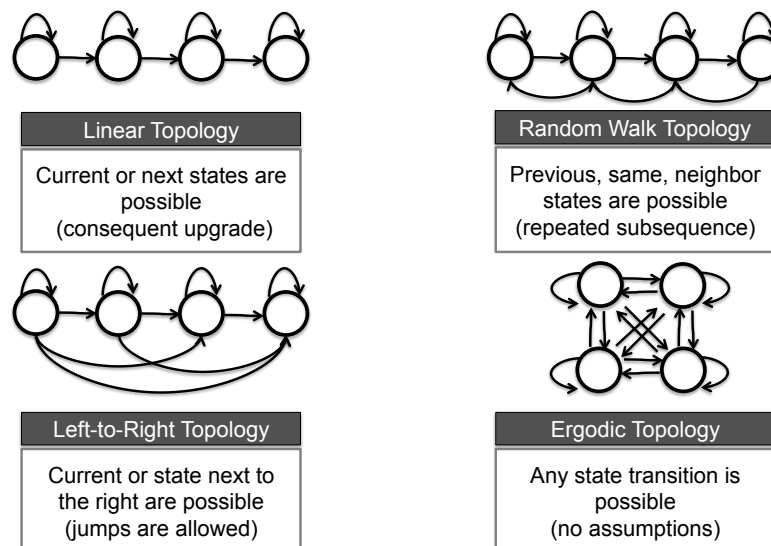 Linear Topology
Current or next states are
possible
(consequent upgrade)
Random Walk Topology
Previous, same, neighbor
states are possible
(repeated subsequence)
Left-to-Right Topology
Current or state next to
the right are possible
(jumps are allowed)
Ergodic Topology
Any state transition is
possible
(no assumptions)